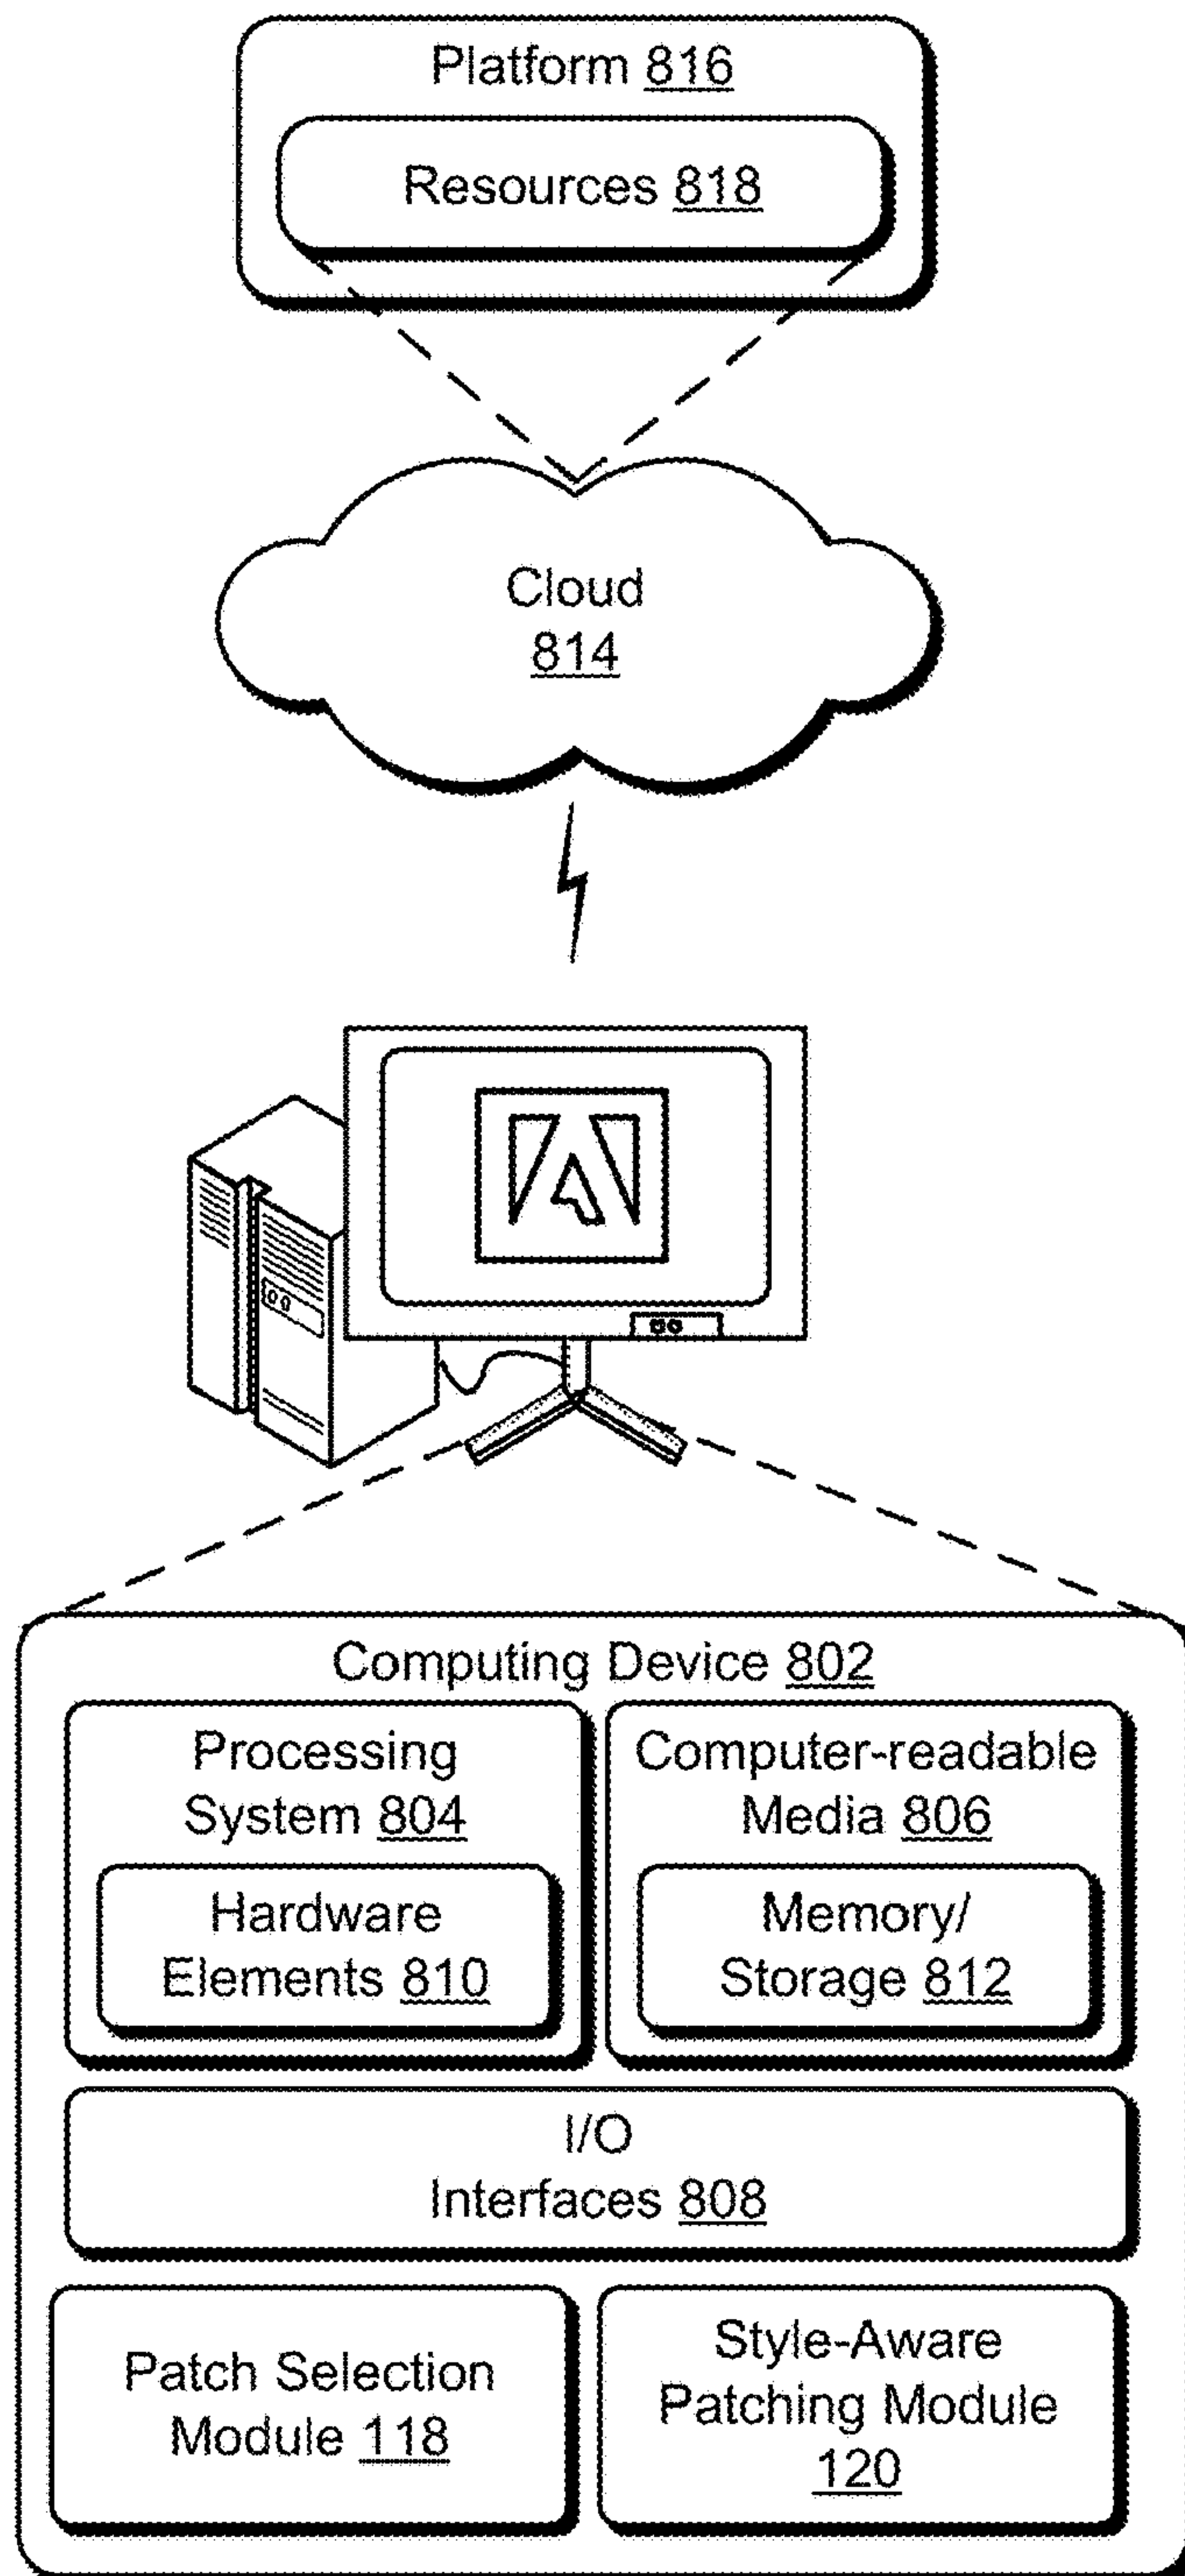 Platform 816
Resources 818
Cloud
814
Computing Device 802
Processing
System 804
Hardware
Elements 810
Computer-readable
Media 806
Memory/
Storage 812
I/O
Interfaces 808
Patch Selection
Module 118
Style-Aware
Patching Module
120